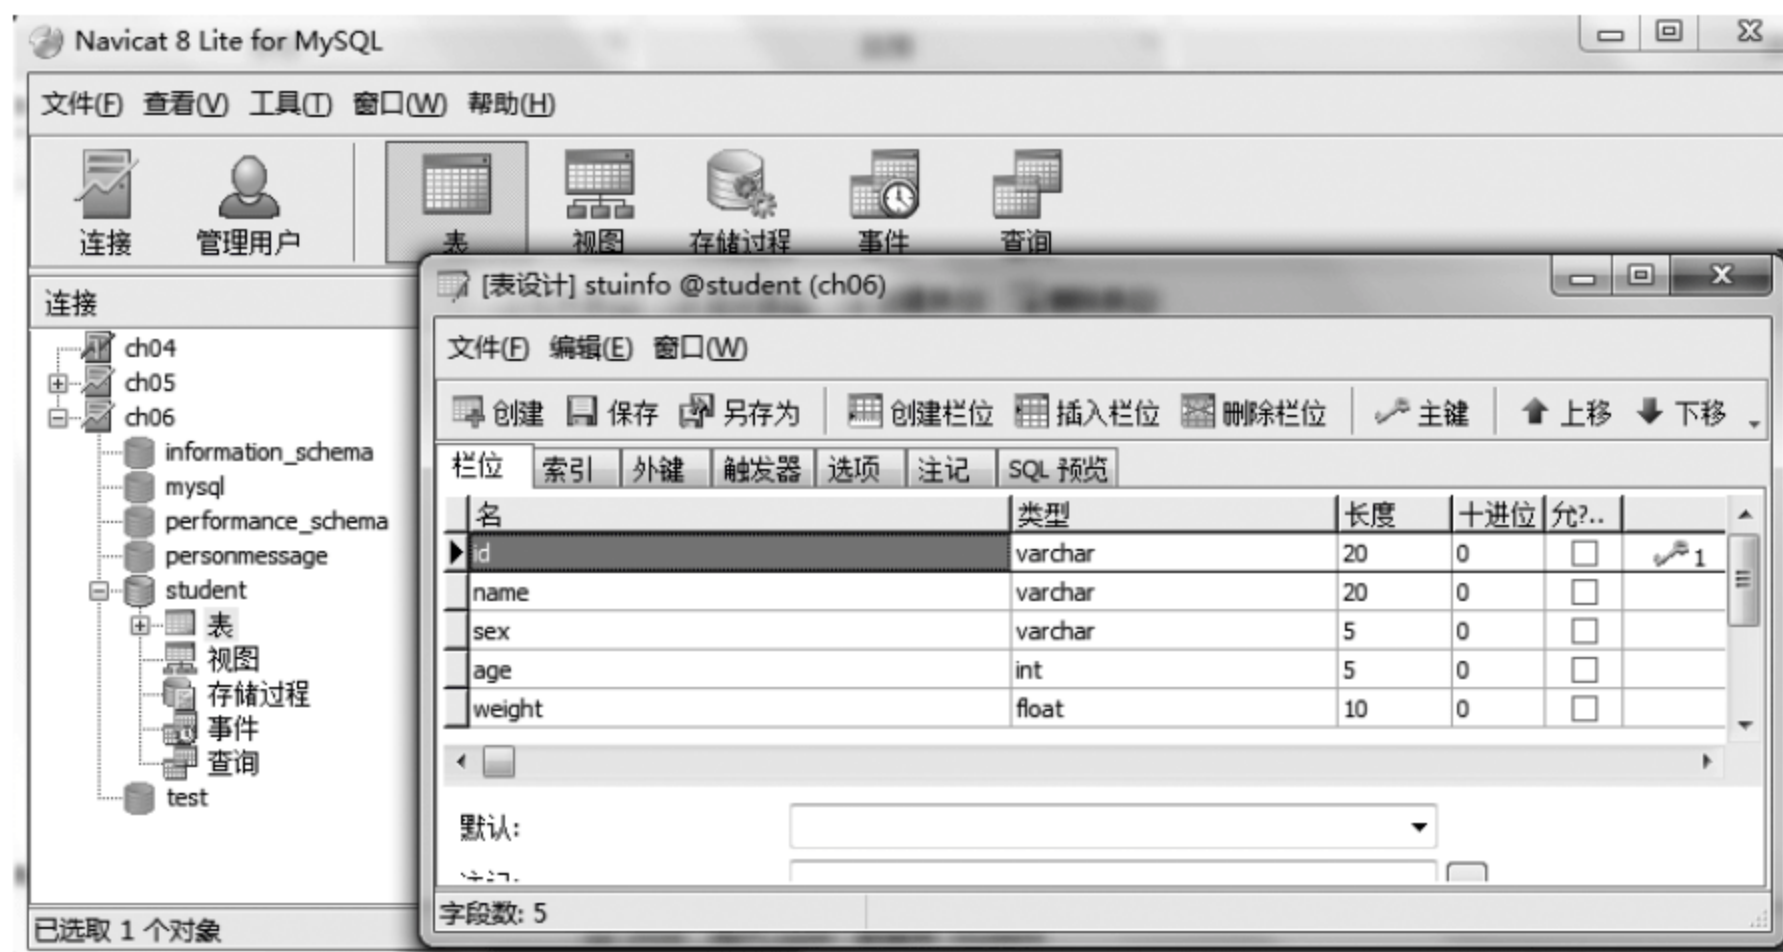 Navicat 8 Lite for MySQL
文件(F) 查看(V) 工具(T) 窗口(W) 帮助(H)
连接 管理用户 表 视图 存储过程 事件 查询
连接
ch04
ch05
ch06
information_schema
mysql
performance_schema
personmessage
student
表
视图
存储过程
事件
查询
test
已选取 1 个对象
[表设计] stuinfo @student (ch06)
文件(F) 编辑(E) 窗口(W)
创建 保存 另存为 创建栏位 插入栏位 删除栏位 主键 上移 下移
栏位 索引 外键 触发器 选项 注记 SQL 预览
名 类型 长度 十进位 允?..
id varchar 20 0 1
name varchar 20 0
sex varchar 5 0
age int 5 0
weight float 10 0
默认:
字段数: 5